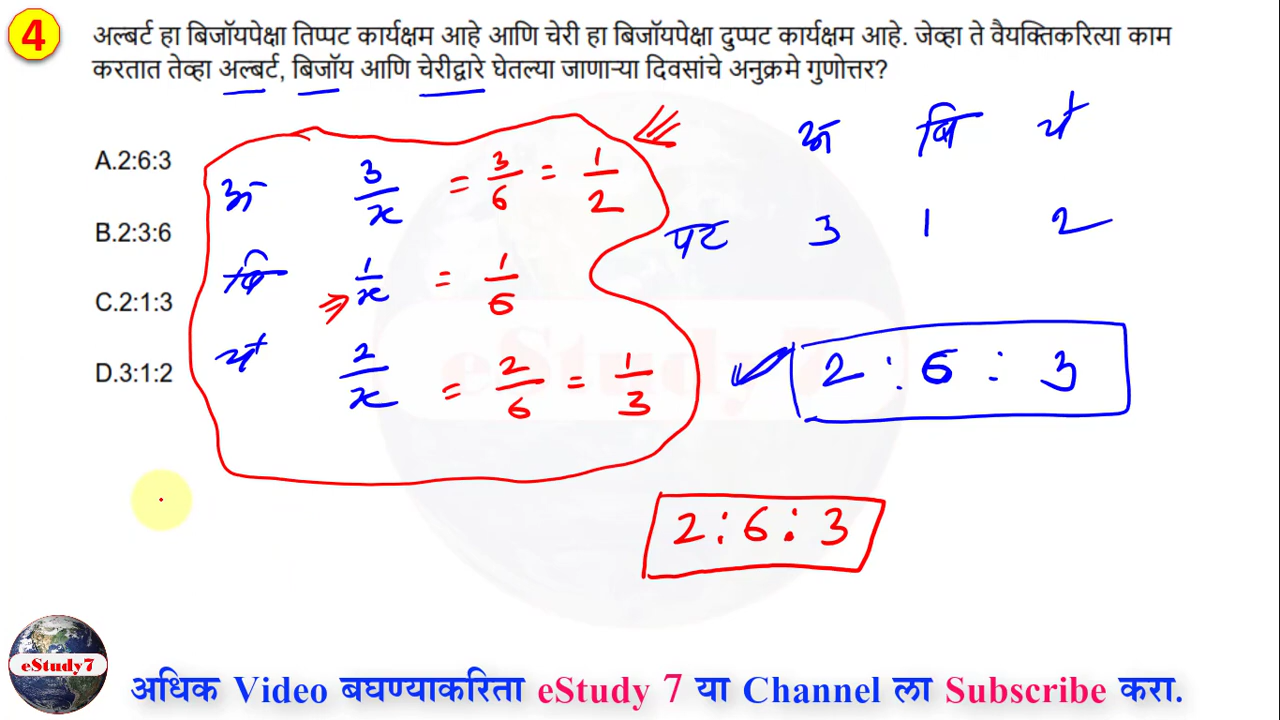 4
अल्बर्ट हा बिजॉयपेक्षा तिप्पट कार्यक्षम आहे आणि चेरी हा बिजॉयपेक्षा दुप्पट कार्यक्षम आहे. जेव्हा ते वैयक्तिकरित्या काम
करतात तेव्हा अल्बर्ट, बिजॉय आणि चेरीद्वारे घेतल्या जाणाऱ्या दिवसांचे अनुक्रमे गुणोत्तर?
अ बि चे
A.2:6:3
अ 3/x = 3/6 = 1/2
पट 3 1 2
B.2:3:6
बि 1/x = 1/6
C.2:1:3
चे 2/x = 2/6 = 1/3
2 : 6 : 3
D.3:1:2
2 : 6 : 3
eStudy7
eStudy7
अधिक Video बघण्याकरिता eStudy 7 या Channel ला Subscribe करा.